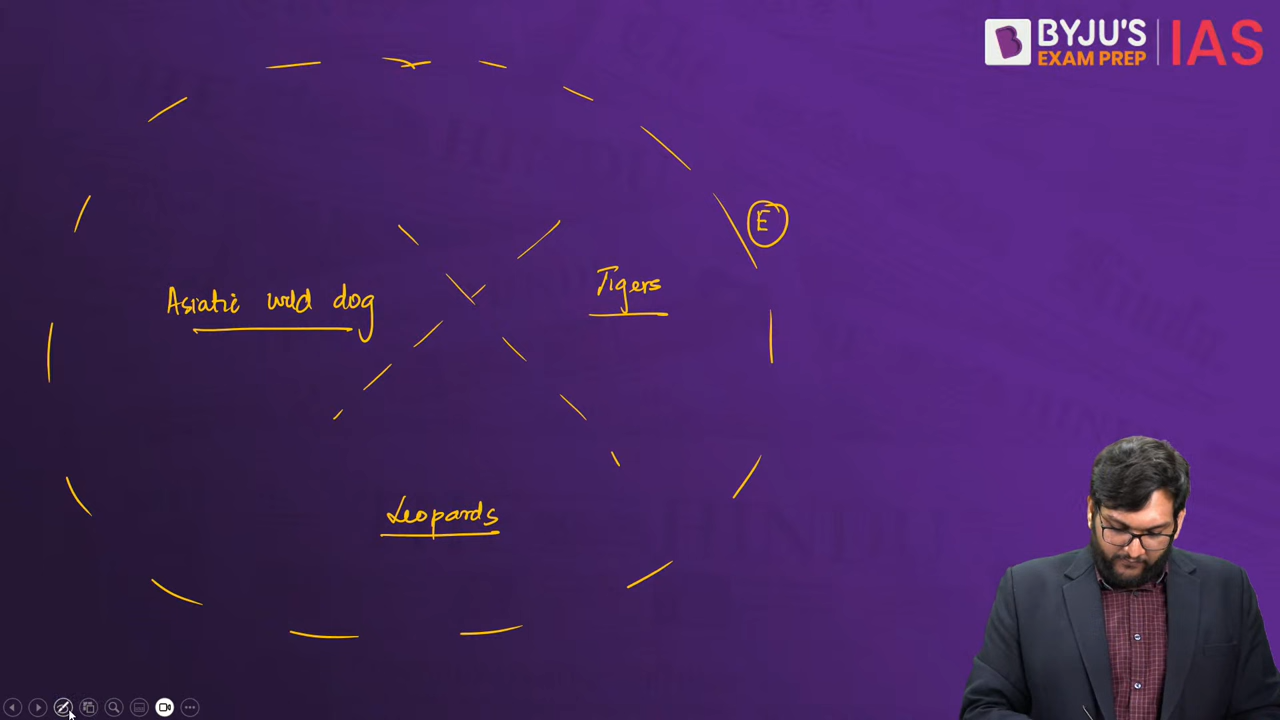 BYJU'S
EXAM PREP
IAS
E
Tigers
Asiatic wild dog
Leopards